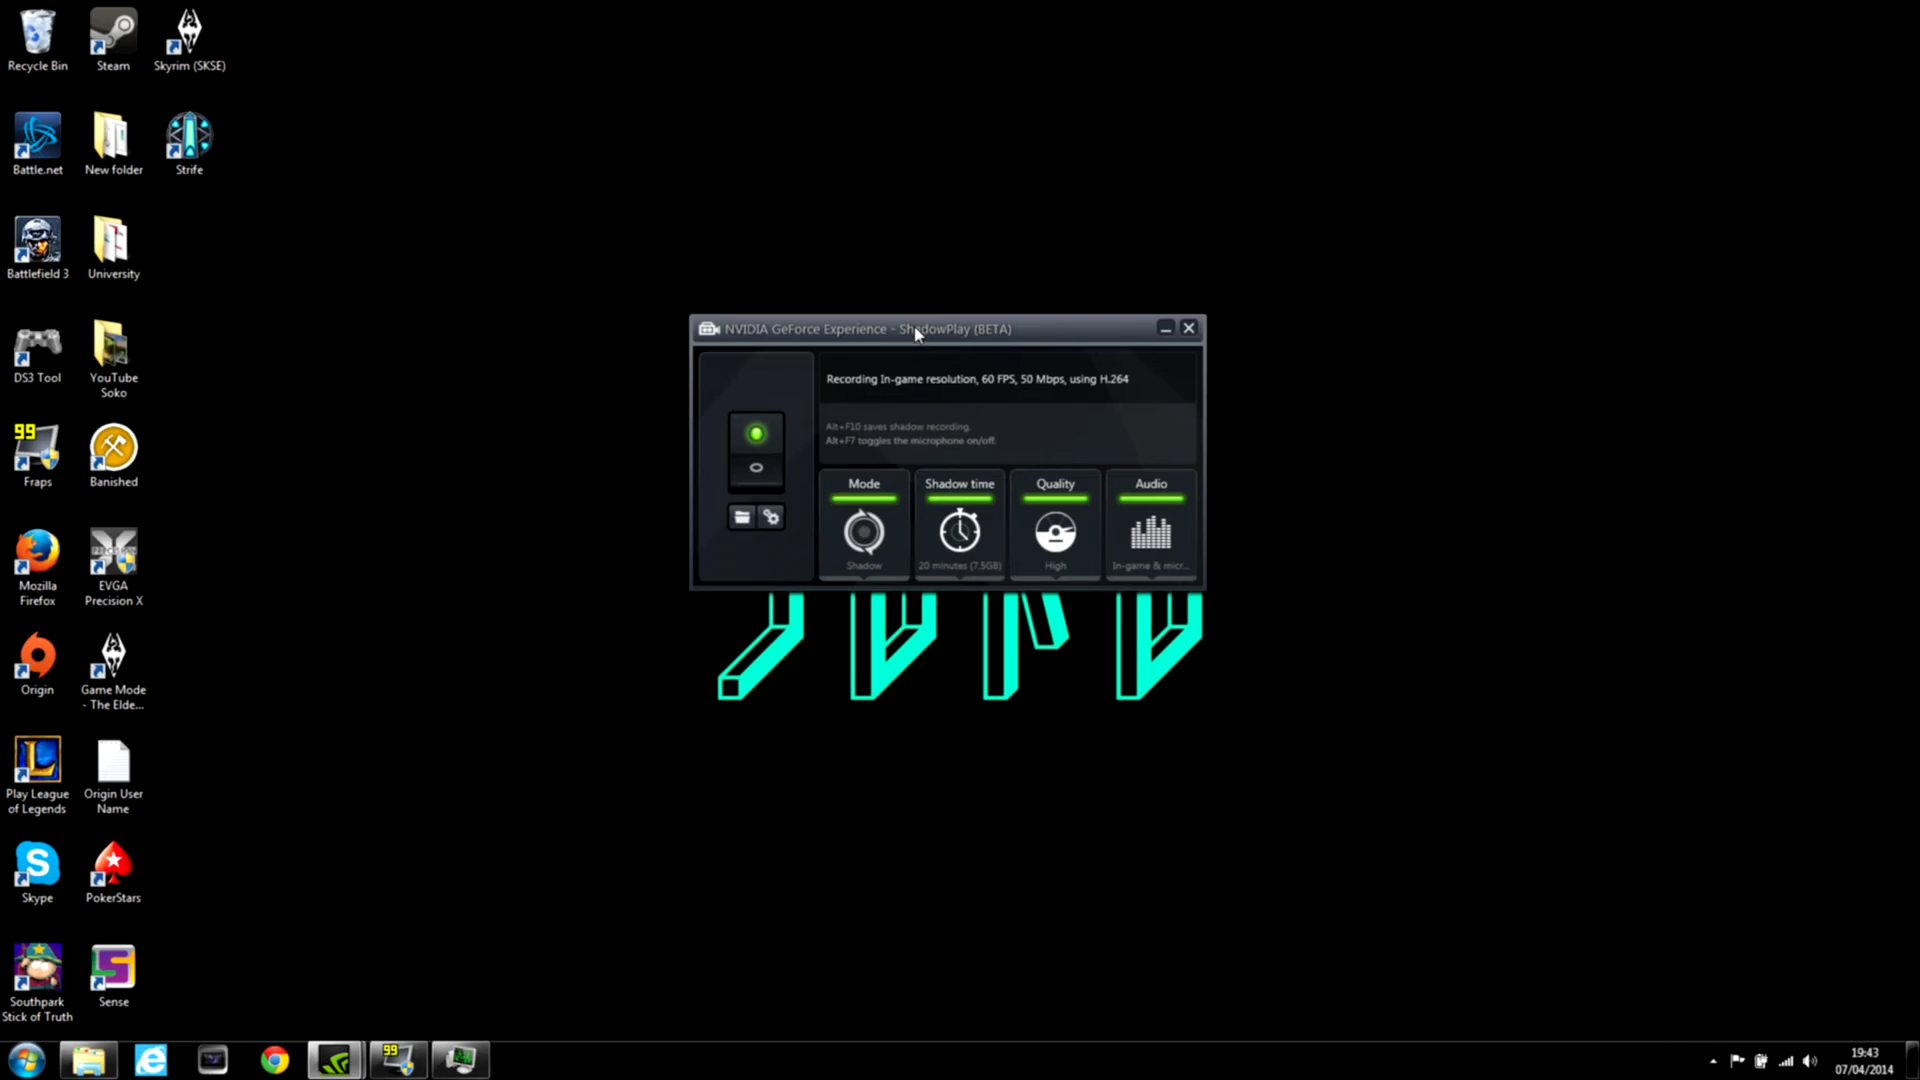 Recycle Bin
Steam
Skyrim (SKSE)
Battle.net
New folder
Strife
Battlefield 3
University
DS3 Tool
YouTube
Soko
99
Fraps
Banished
Mozilla
Firefox
PRECISION
EVGA
Precision X
Origin
Game Mode
- The Elde...
Play League
of Legends
Origin User
Name
Skype
PokerStars
Southpark
Stick of Truth
Sense
NVIDIA GeForce Experience - ShadowPlay (BETA)
Recording In-game resolution, 60 FPS, 50 Mbps, using H.264
Alt+F10 saves shadow recording.
Alt+F7 toggles the microphone on/off.
Mode
Shadow time
Quality
Audio
Shadow
20 minutes (7.5GB)
High
In-game & micr...
99
19:43
07/04/2014